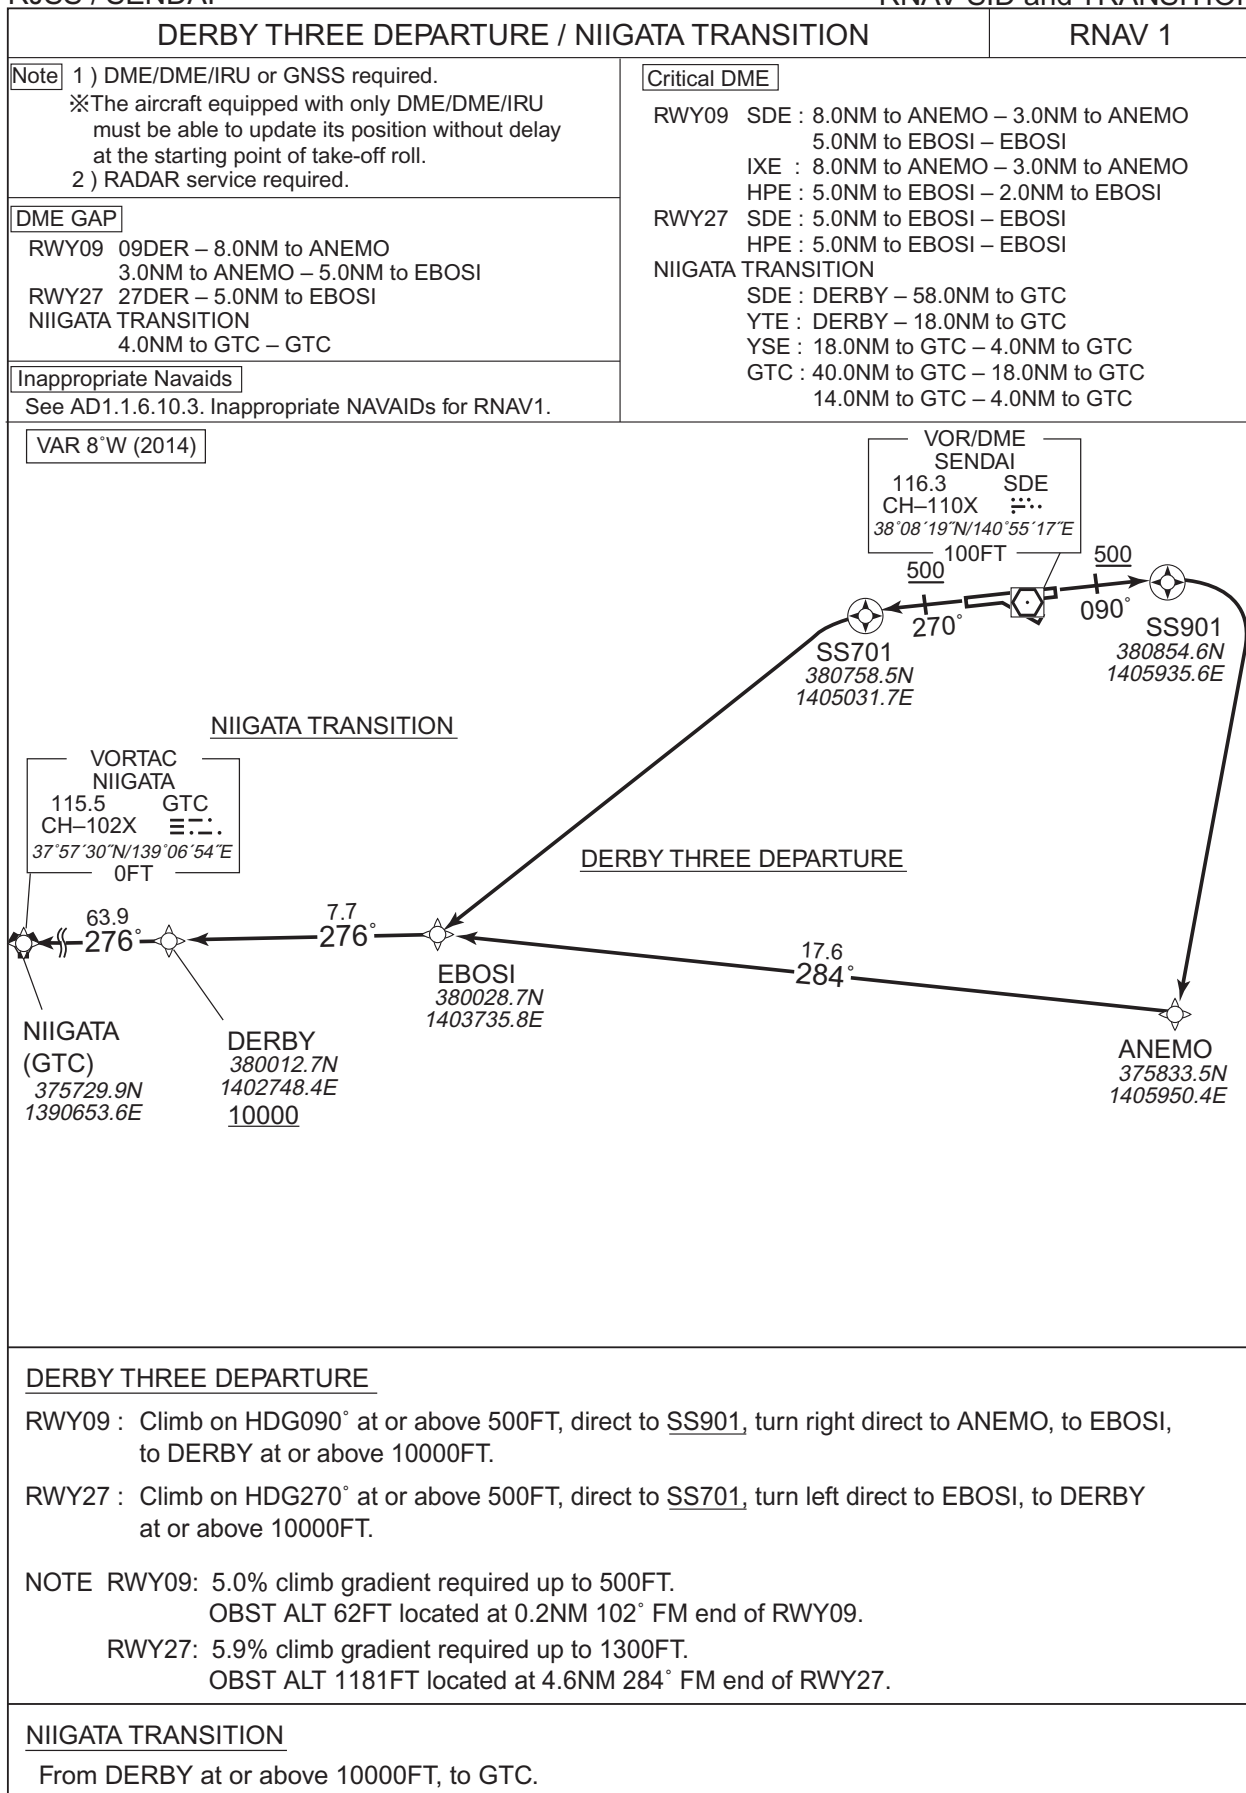 RJSS / SENDAI
RNAV SID and TRANSITION
DERBY THREE DEPARTURE / NIIGATA TRANSITION
RNAV 1
Note 1 ) DME/DME/IRU or GNSS required.
※The aircraft equipped with only DME/DME/IRU
must be able to update its position without delay
at the starting point of take-off roll.
2 ) RADAR service required.
DME GAP
RWY09 09DER – 8.0NM to ANEMO
3.0NM to ANEMO – 5.0NM to EBOSI
RWY27 27DER – 5.0NM to EBOSI
NIIGATA TRANSITION
4.0NM to GTC – GTC
Inappropriate Navaids
See AD1.1.6.10.3. Inappropriate NAVAIDs for RNAV1.
Critical DME
RWY09 SDE : 8.0NM to ANEMO – 3.0NM to ANEMO
5.0NM to EBOSI – EBOSI
IXE : 8.0NM to ANEMO – 3.0NM to ANEMO
HPE : 5.0NM to EBOSI – 2.0NM to EBOSI
RWY27 SDE : 5.0NM to EBOSI – EBOSI
HPE : 5.0NM to EBOSI – EBOSI
NIIGATA TRANSITION
SDE : DERBY – 58.0NM to GTC
YTE : DERBY – 18.0NM to GTC
YSE : 18.0NM to GTC – 4.0NM to GTC
GTC : 40.0NM to GTC – 18.0NM to GTC
14.0NM to GTC – 4.0NM to GTC
VAR 8˚W (2014)
VOR/DME
SENDAI
116.3 SDE
CH–110X
38˚08´19˝N/140˚55´17˝E
100FT
500
500
270˚
090˚
SS701
380758.5N
1405031.7E
SS901
380854.6N
1405935.6E
NIIGATA TRANSITION
VORTAC
NIIGATA
115.5 GTC
CH–102X
37˚57´30˝N/139˚06´54˝E
0FT
DERBY THREE DEPARTURE
63.9
276˚
7.7
276˚
17.6
284˚
EBOSI
380028.7N
1403735.8E
NIIGATA
(GTC)
375729.9N
1390653.6E
DERBY
380012.7N
1402748.4E
10000
ANEMO
375833.5N
1405950.4E
DERBY THREE DEPARTURE
RWY09 : Climb on HDG090˚ at or above 500FT, direct to SS901, turn right direct to ANEMO, to EBOSI,
to DERBY at or above 10000FT.
RWY27 : Climb on HDG270˚ at or above 500FT, direct to SS701, turn left direct to EBOSI, to DERBY
at or above 10000FT.
NOTE RWY09: 5.0% climb gradient required up to 500FT.
OBST ALT 62FT located at 0.2NM 102˚ FM end of RWY09.
RWY27: 5.9% climb gradient required up to 1300FT.
OBST ALT 1181FT located at 4.6NM 284˚ FM end of RWY27.
NIIGATA TRANSITION
From DERBY at or above 10000FT, to GTC.